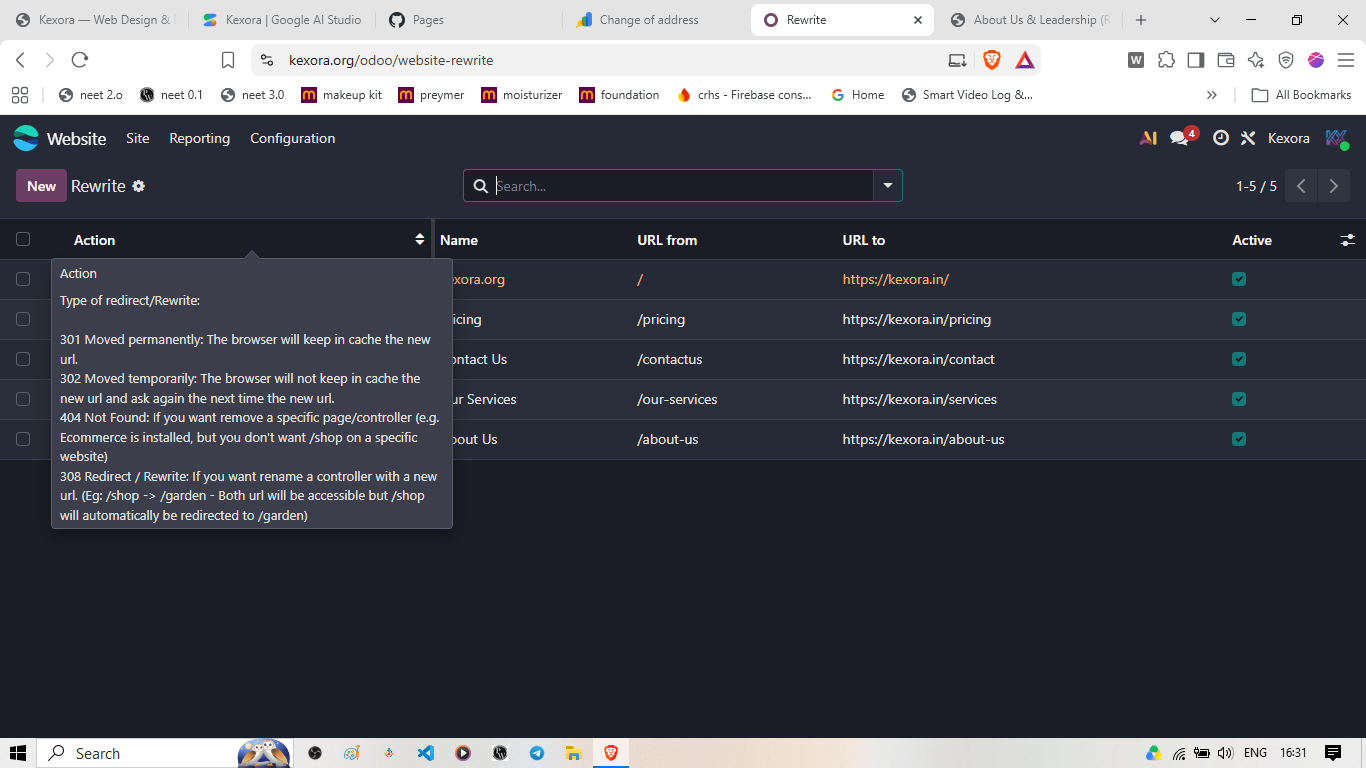 Kexora — Web Design &
Kexora | Google AI Studio
Pages
Change of address
Rewrite
About Us & Leadership (R
kexora.org/odoo/website-rewrite
neet 2.o
neet 0.1
neet 3.0
makeup kit
preymer
moisturizer
foundation
crhs - Firebase cons...
Home
Smart Video Log &...
All Bookmarks
Website
Site
Reporting
Configuration
AI
4
Kexora
New
Rewrite
Search...
1-5 / 5
Action
Name
URL from
URL to
Active
exora.org
/
https://kexora.in/
icing
/pricing
https://kexora.in/pricing
ontact Us
/contactus
https://kexora.in/contact
ur Services
/our-services
https://kexora.in/services
bout Us
/about-us
https://kexora.in/about-us
Action
Type of redirect/Rewrite:
301 Moved permanently: The browser will keep in cache the new
url.
302 Moved temporarily: The browser will not keep in cache the
new url and ask again the next time the new url.
404 Not Found: If you want remove a specific page/controller (e.g.
Ecommerce is installed, but you don't want /shop on a specific
website)
308 Redirect / Rewrite: If you want rename a controller with a new
url. (Eg: /shop -> /garden - Both url will be accessible but /shop
will automatically be redirected to /garden)
Search
ENG
16:31